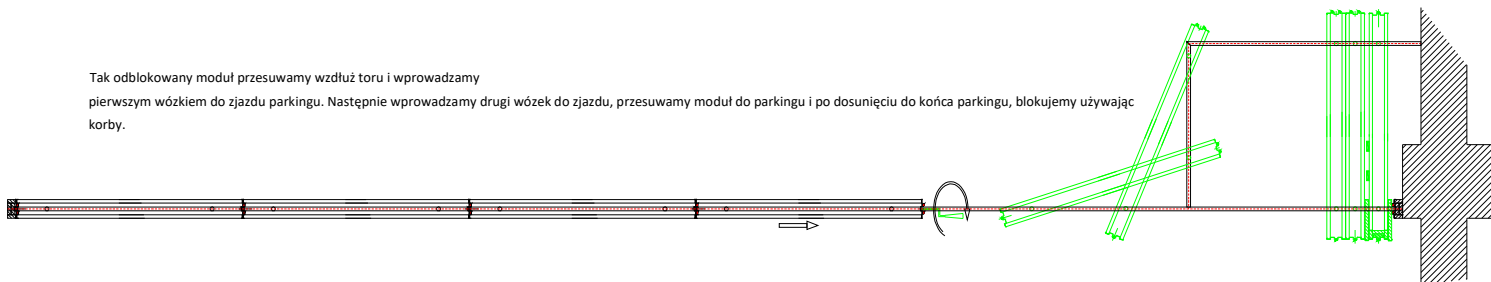 Tak odblokowany moduł przesuwamy wzdłuż toru i wprowadzamy
pierwszym wózkiem do zjazdu parkingu. Następnie wprowadzamy drugi wózek do zjazdu, przesuwamy moduł do parkingu i po dosunięciu do końca parkingu, blokujemy używając
korby.